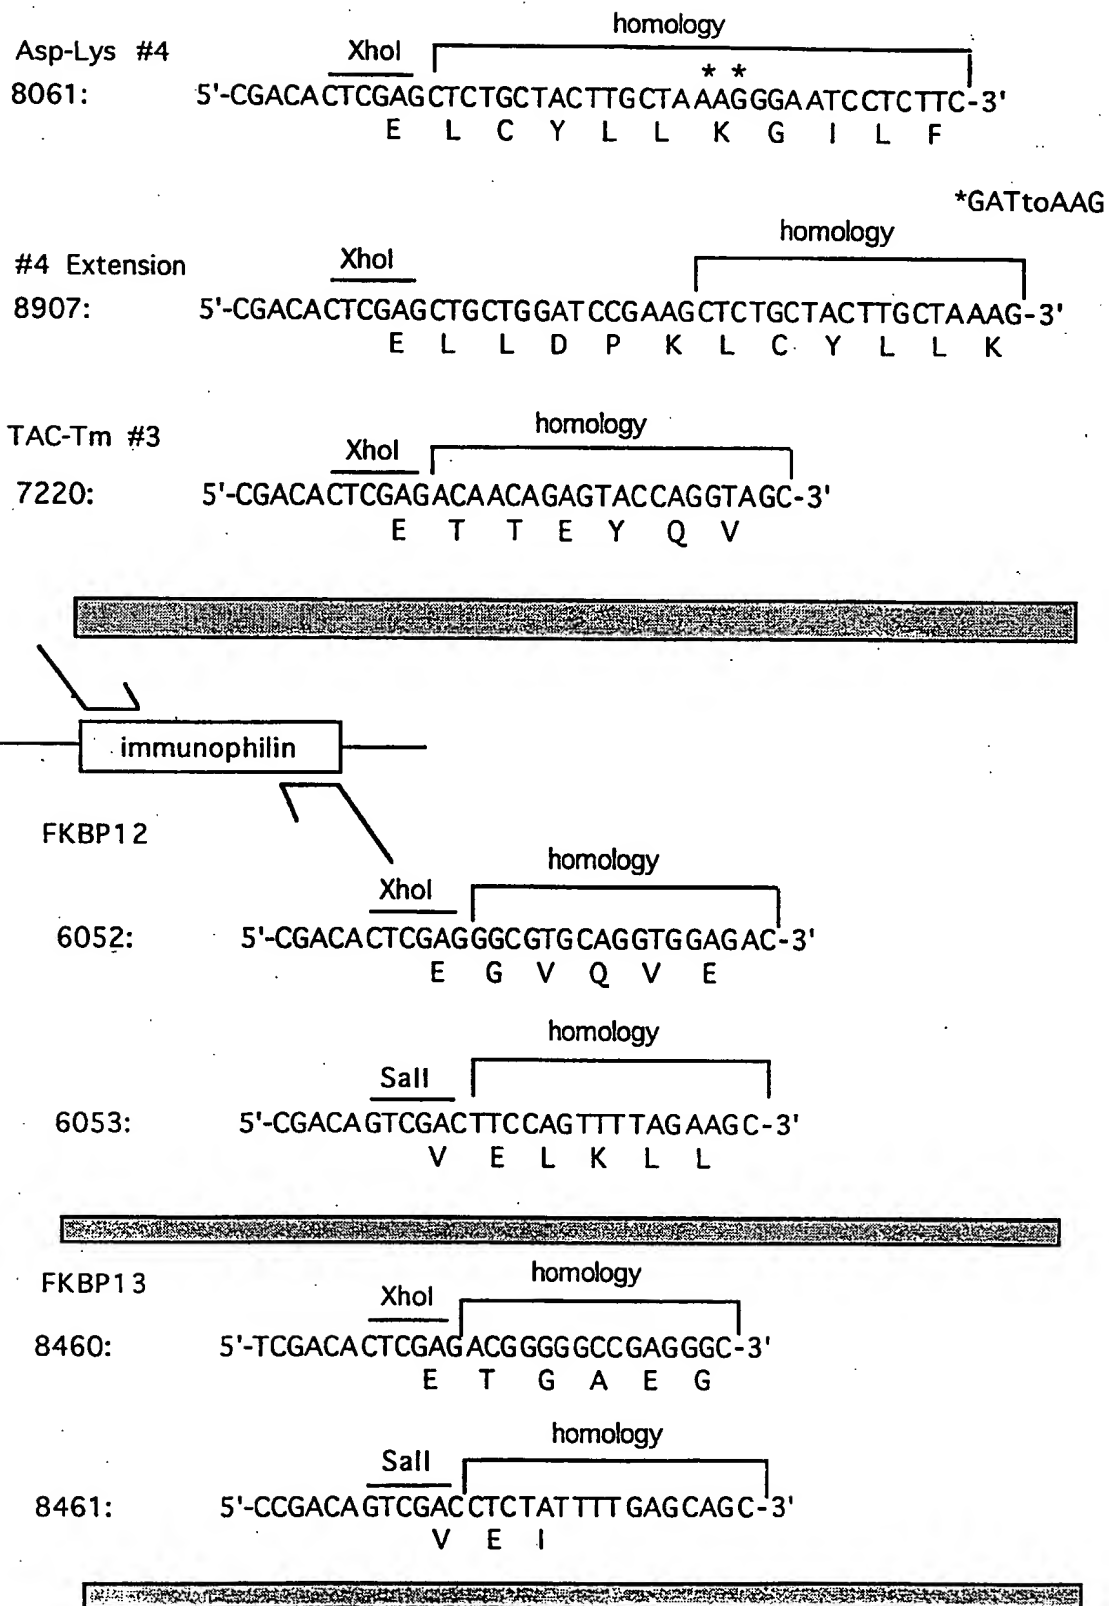 homology
Asp-Lys #4
XhoI
* *
8061: 5'-CGACACTCGAGCTCTGCTACTTGCTAAAGGGAATCCTCTTC-3'
E L C Y L L K G I L F
*GATtoAAG
homology
#4 Extension
XhoI
8907: 5'-CGACACTCGAGCTGCTGGATCCGAAGCTCTGCTACTTGCTAAAG-3'
E L L D P K L C Y L L K
homology
TAC-Tm #3
XhoI
7220: 5'-CGACACTCGAGACAACAGAGTACCAGGTAGC-3'
E T T E Y Q V
immunophilin
FKBP12
homology
XhoI
6052: 5'-CGACACTCGAGGGCGTGCAGGTGGAGAC-3'
E G V Q V E
homology
SalI
6053: 5'-CGACAGTCGACTTCCAGTTTTAGAAGC-3'
V E L K L L
FKBP13
homology
XhoI
8460: 5'-TCGACACTCGAGACGGGGGCCGAGGGC-3'
E T G A E G
homology
SalI
8461: 5'-CCGACAGTCGACCTCTATTTTGAGCAGC-3'
V E I